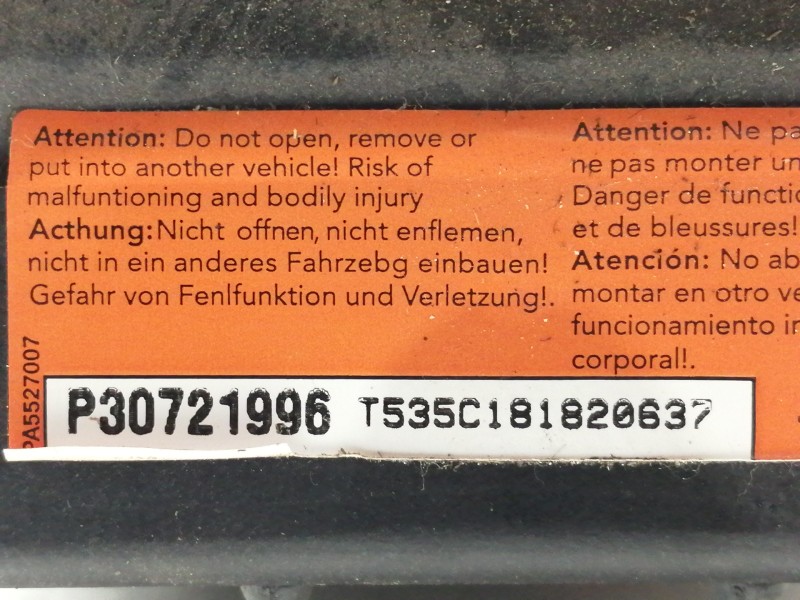 Attention: Do not open, remove or
put into another vehicle! Risk of
malfuntioning and bodily injury
Acthung:Nicht offnen, nicht enflemen,
nicht in ein anderes Fahrzebg einbauen!
Gefahr von Fenlfunktion und Verletzung!.
Attention: Ne pa
ne pas monter un
Danger de functio
et de bleussures!
Atención: No ab
montar en otro ve
funcionamiento in
corporal!.
PA5527007
P30721996 T535C181820637